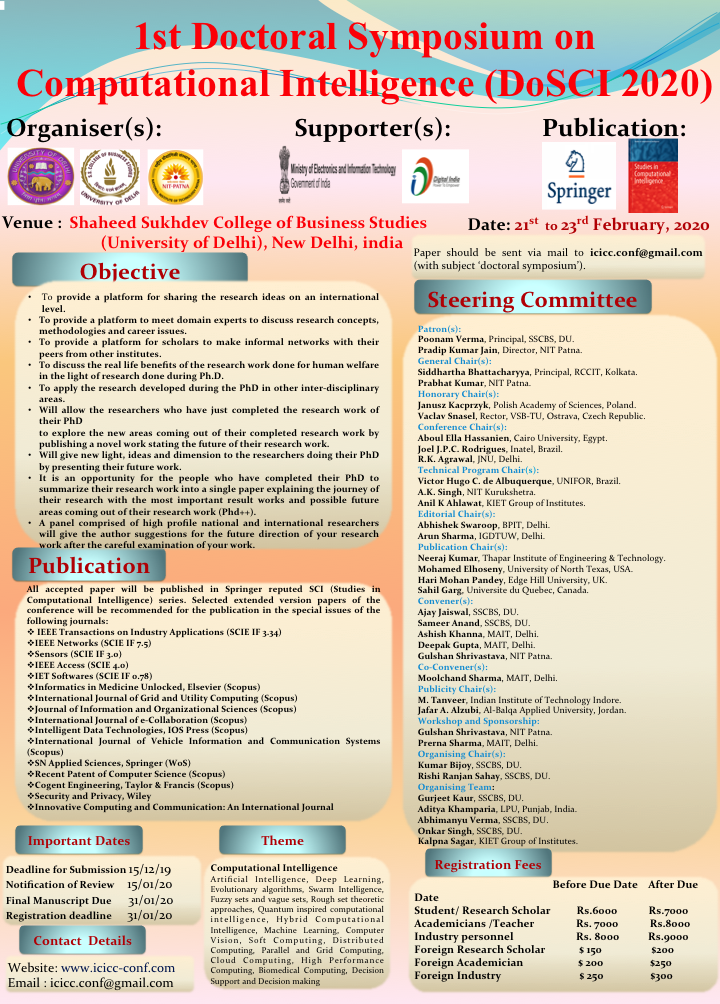 1st Doctoral Symposium on
Computational Intelligence (DoSCI 2020)
Organiser(s):
Supporter(s):
Publication:
UNIVERSITY OF DELHI
S.S. COLLEGE OF BUSINESS STUDIES
NIT-PATNA
Ministry of Electronics and Information Technology
Government of India
Digital India
Power To Empower
Springer
Studies in
Computational
Intelligence
Venue : Shaheed Sukhdev College of Business Studies
(University of Delhi), New Delhi, india
Date: 21st to 23rd February, 2020
Paper should be sent via mail to icicc.conf@gmail.com
(with subject ‘doctoral symposium’).
Objective
• To provide a platform for sharing the research ideas on an international
level.
• To provide a platform to meet domain experts to discuss research concepts,
methodologies and career issues.
• To provide a platform for scholars to make informal networks with their
peers from other institutes.
• To discuss the real life benefits of the research work done for human welfare
in the light of research done during Ph.D.
• To apply the research developed during the PhD in other inter-disciplinary
areas.
• Will allow the researchers who have just completed the research work of
their PhD
to explore the new areas coming out of their completed research work by
publishing a novel work stating the future of their research work.
• Will give new light, ideas and dimension to the researchers doing their PhD
by presenting their future work.
• It is an opportunity for the people who have completed their PhD to
summarize their research work into a single paper explaining the journey of
their research with the most important result works and possible future
areas coming out of their research work (Phd++).
• A panel comprised of high profile national and international researchers
will give the author suggestions for the future direction of your research
work after the careful examination of your work.
Publication
All accepted paper will be published in Springer reputed SCI (Studies in
Computational Intelligence) series. Selected extended version papers of the
conference will be recommended for the publication in the special issues of the
following journals:
❖ IEEE Transactions on Industry Applications (SCIE IF 3.34)
❖IEEE Networks (SCIE IF 7.5)
❖Sensors (SCIE IF 3.0)
❖IEEE Access (SCIE 4.0)
❖IET Softwares (SCIE IF 0.78)
❖Informatics in Medicine Unlocked, Elsevier (Scopus)
❖International Journal of Grid and Utility Computing (Scopus)
❖Journal of Information and Organizational Sciences (Scopus)
❖International Journal of e-Collaboration (Scopus)
❖Intelligent Data Technologies, IOS Press (Scopus)
❖International Journal of Vehicle Information and Communication Systems
(Scopus)
❖SN Applied Sciences, Springer (WoS)
❖Recent Patent of Computer Science (Scopus)
❖Cogent Engineering, Taylor & Francis (Scopus)
❖Security and Privacy, Wiley
❖Innovative Computing and Communication: An International Journal
Steering Committee
Patron(s):
Poonam Verma, Principal, SSCBS, DU.
Pradip Kumar Jain, Director, NIT Patna.
General Chair(s):
Siddhartha Bhattacharyya, Principal, RCCIT, Kolkata.
Prabhat Kumar, NIT Patna.
Honorary Chair(s):
Janusz Kacprzyk, Polish Academy of Sciences, Poland.
Vaclav Snasel, Rector, VSB-TU, Ostrava, Czech Republic.
Conference Chair(s):
Aboul Ella Hassanien, Cairo University, Egypt.
Joel J.P.C. Rodrigues, Inatel, Brazil.
R.K. Agrawal, JNU, Delhi.
Technical Program Chair(s):
Victor Hugo C. de Albuquerque, UNIFOR, Brazil.
A.K. Singh, NIT Kurukshetra.
Anil K Ahlawat, KIET Group of Institutes.
Editorial Chair(s):
Abhishek Swaroop, BPIT, Delhi.
Arun Sharma, IGDTUW, Delhi.
Publication Chair(s):
Neeraj Kumar, Thapar Institute of Engineering & Technology.
Mohamed Elhoseny, University of North Texas, USA.
Hari Mohan Pandey, Edge Hill University, UK.
Sahil Garg, Universite du Quebec, Canada.
Convener(s):
Ajay Jaiswal, SSCBS, DU.
Sameer Anand, SSCBS, DU.
Ashish Khanna, MAIT, Delhi.
Deepak Gupta, MAIT, Delhi.
Gulshan Shrivastava, NIT Patna.
Co-Convener(s):
Moolchand Sharma, MAIT, Delhi.
Publicity Chair(s):
M. Tanveer, Indian Institute of Technology Indore.
Jafar A. Alzubi, Al-Balqa Applied University, Jordan.
Workshop and Sponsorship:
Gulshan Shrivastava, NIT Patna.
Prerna Sharma, MAIT, Delhi.
Organising Chair(s):
Kumar Bijoy, SSCBS, DU.
Rishi Ranjan Sahay, SSCBS, DU.
Organising Team:
Gurjeet Kaur, SSCBS, DU.
Aditya Khamparia, LPU, Punjab, India.
Abhimanyu Verma, SSCBS, DU.
Onkar Singh, SSCBS, DU.
Kalpna Sagar, KIET Group of Institutes.
Important Dates
Deadline for Submission 15/12/19
Notification of Review 15/01/20
Final Manuscript Due 31/01/20
Registration deadline 31/01/20
Contact Details
Website: www.icicc-conf.com
Email : icicc.conf@gmail.com
Theme
Computational Intelligence
Artificial Intelligence, Deep Learning,
Evolutionary algorithms, Swarm Intelligence,
Fuzzy sets and vague sets, Rough set theoretic
approaches, Quantum inspired computational
intelligence, Hybrid Computational
Intelligence, Machine Learning, Computer
Vision, Soft Computing, Distributed
Computing, Parallel and Grid Computing,
Cloud Computing, High Performance
Computing, Biomedical Computing, Decision
Support and Decision making
Registration Fees
Before Due Date After Due
Date
Student/ Research Scholar Rs.6000 Rs.7000
Academicians /Teacher Rs. 7000 Rs.8000
Industry personnel Rs. 8000 Rs.9000
Foreign Research Scholar $ 150 $200
Foreign Academician $ 200 $250
Foreign Industry $ 250 $300